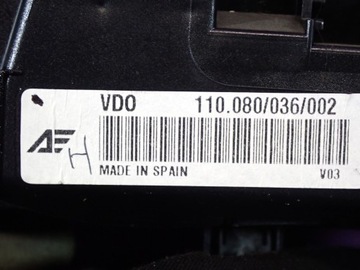 VDO 110.080/036/002
AE
H
MADE IN SPAIN V03